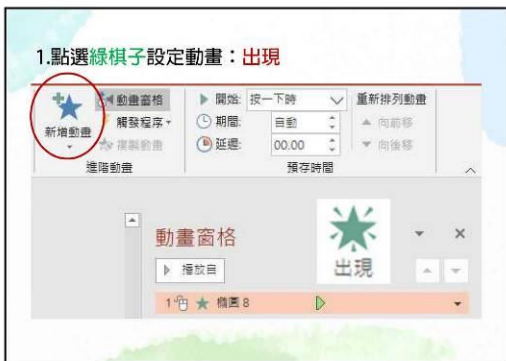 1.點選綠棋子設定動畫：出現
新增動畫
動畫窗格
觸發程序
複製動畫
進階動畫
開始: 按一下時
期間: 自動
延遲: 00.00
預存時間
重新排列動畫
向前移
向後移
動畫窗格
播放自
出現
1 橢圓 8